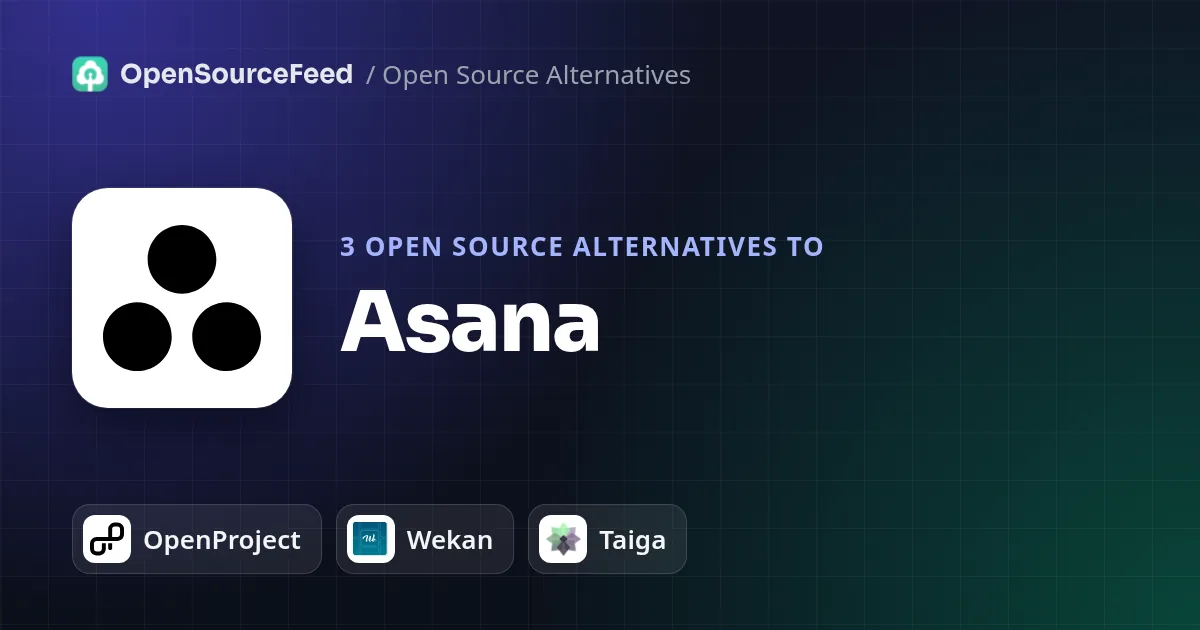 OpenSourceFeed / Open Source Alternatives
3 OPEN SOURCE ALTERNATIVES TO
Asana
OpenProject Wekan Taiga